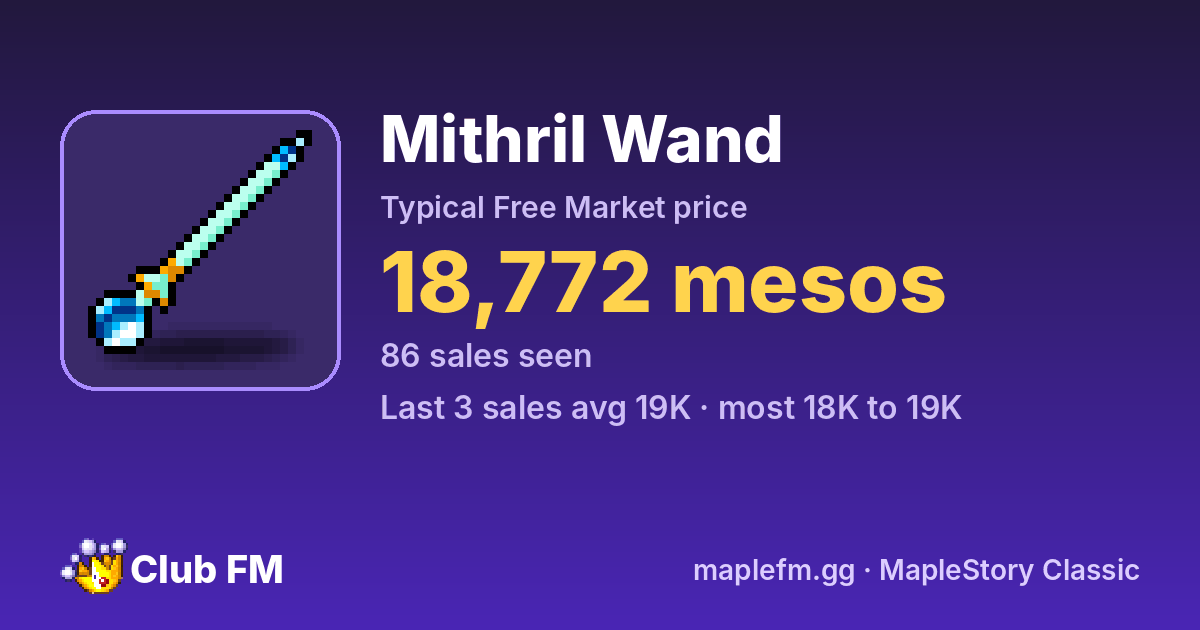 Mithril Wand
Typical Free Market price
18,772 mesos
86 sales seen
Last 3 sales avg 19K · most 18K to 19K
Club FM
maplefm.gg · MapleStory Classic